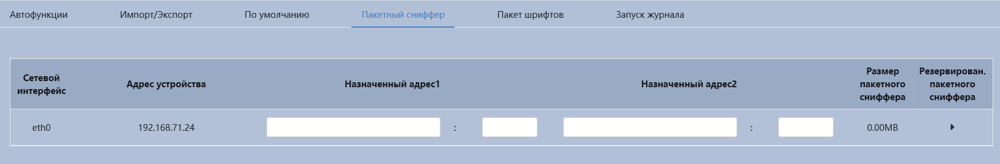 Автофункции Импорт/Экспорт По умолчанию Пакетный сниффер Пакет шрифтов Запуск журнала
Сетевой интерфейс
Адрес устройства
Назначенный адрес1
Назначенный адрес2
Размер пакетного сниффера
Резервирован. пакетного сниффера
eth0 192.168.71.24 : : 0.00MB